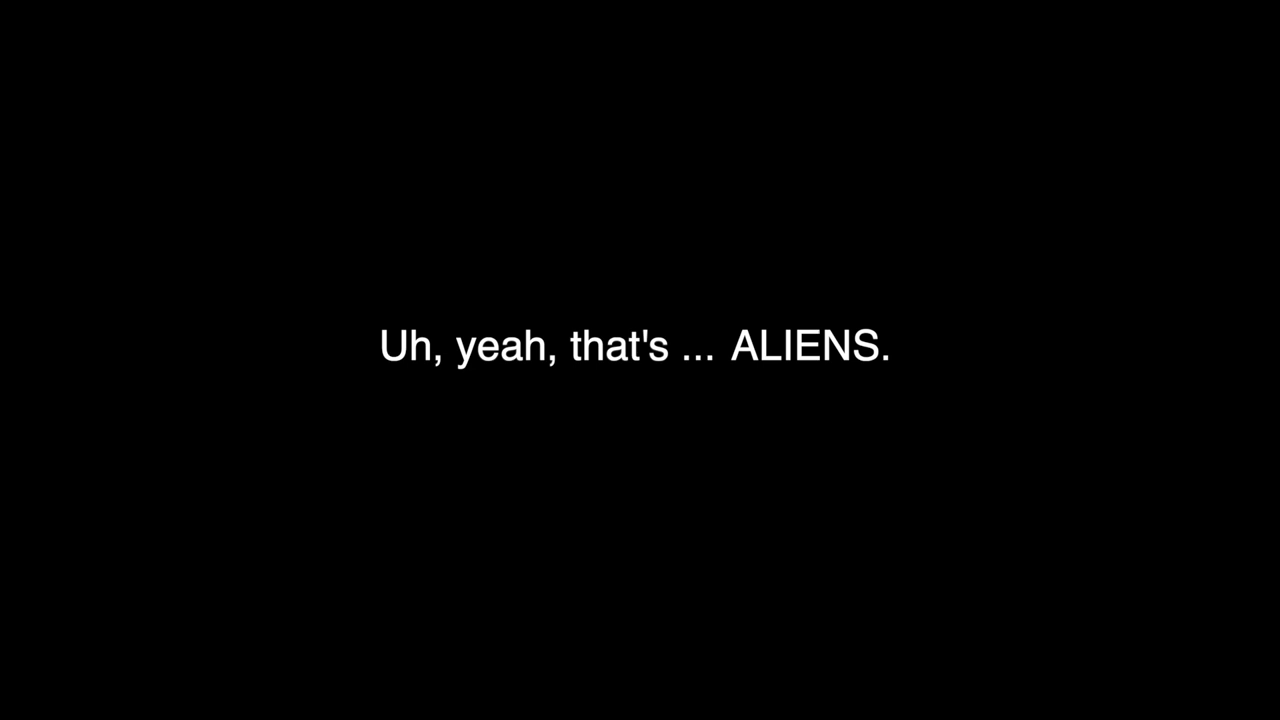 Uh, yeah, that's ... ALIENS.